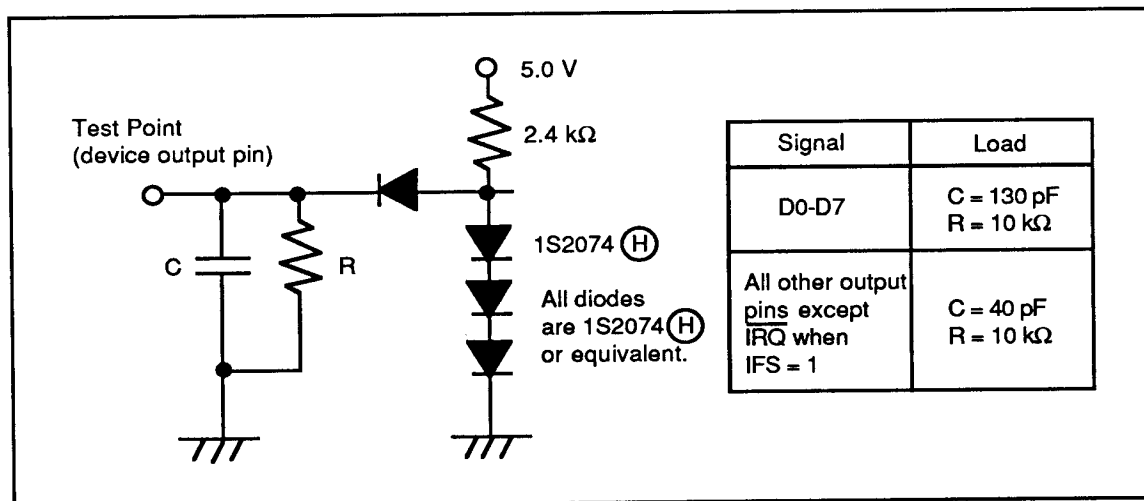 5.0 V
2.4 kΩ
Test Point
(device output pin)
C
R
1S2074 Ⓗ
All diodes
are 1S2074 Ⓗ
or equivalent.
Signal
Load
D0-D7
C = 130 pF
R = 10 kΩ
All other output
pins except
I̅R̅Q̅ when
IFS = 1
C = 40 pF
R = 10 kΩ